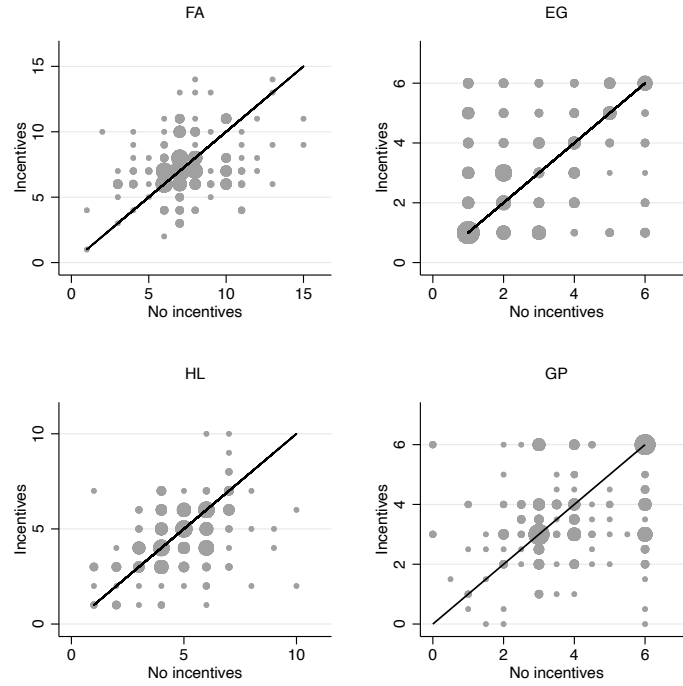 FA
Incentives
15
10
5
0
0 5 10 15
No incentives
EG
Incentives
6
4
2
0
0 2 4 6
No incentives
HL
Incentives
10
5
0
0 5 10
No incentives
GP
Incentives
6
4
2
0
0 2 4 6
No incentives